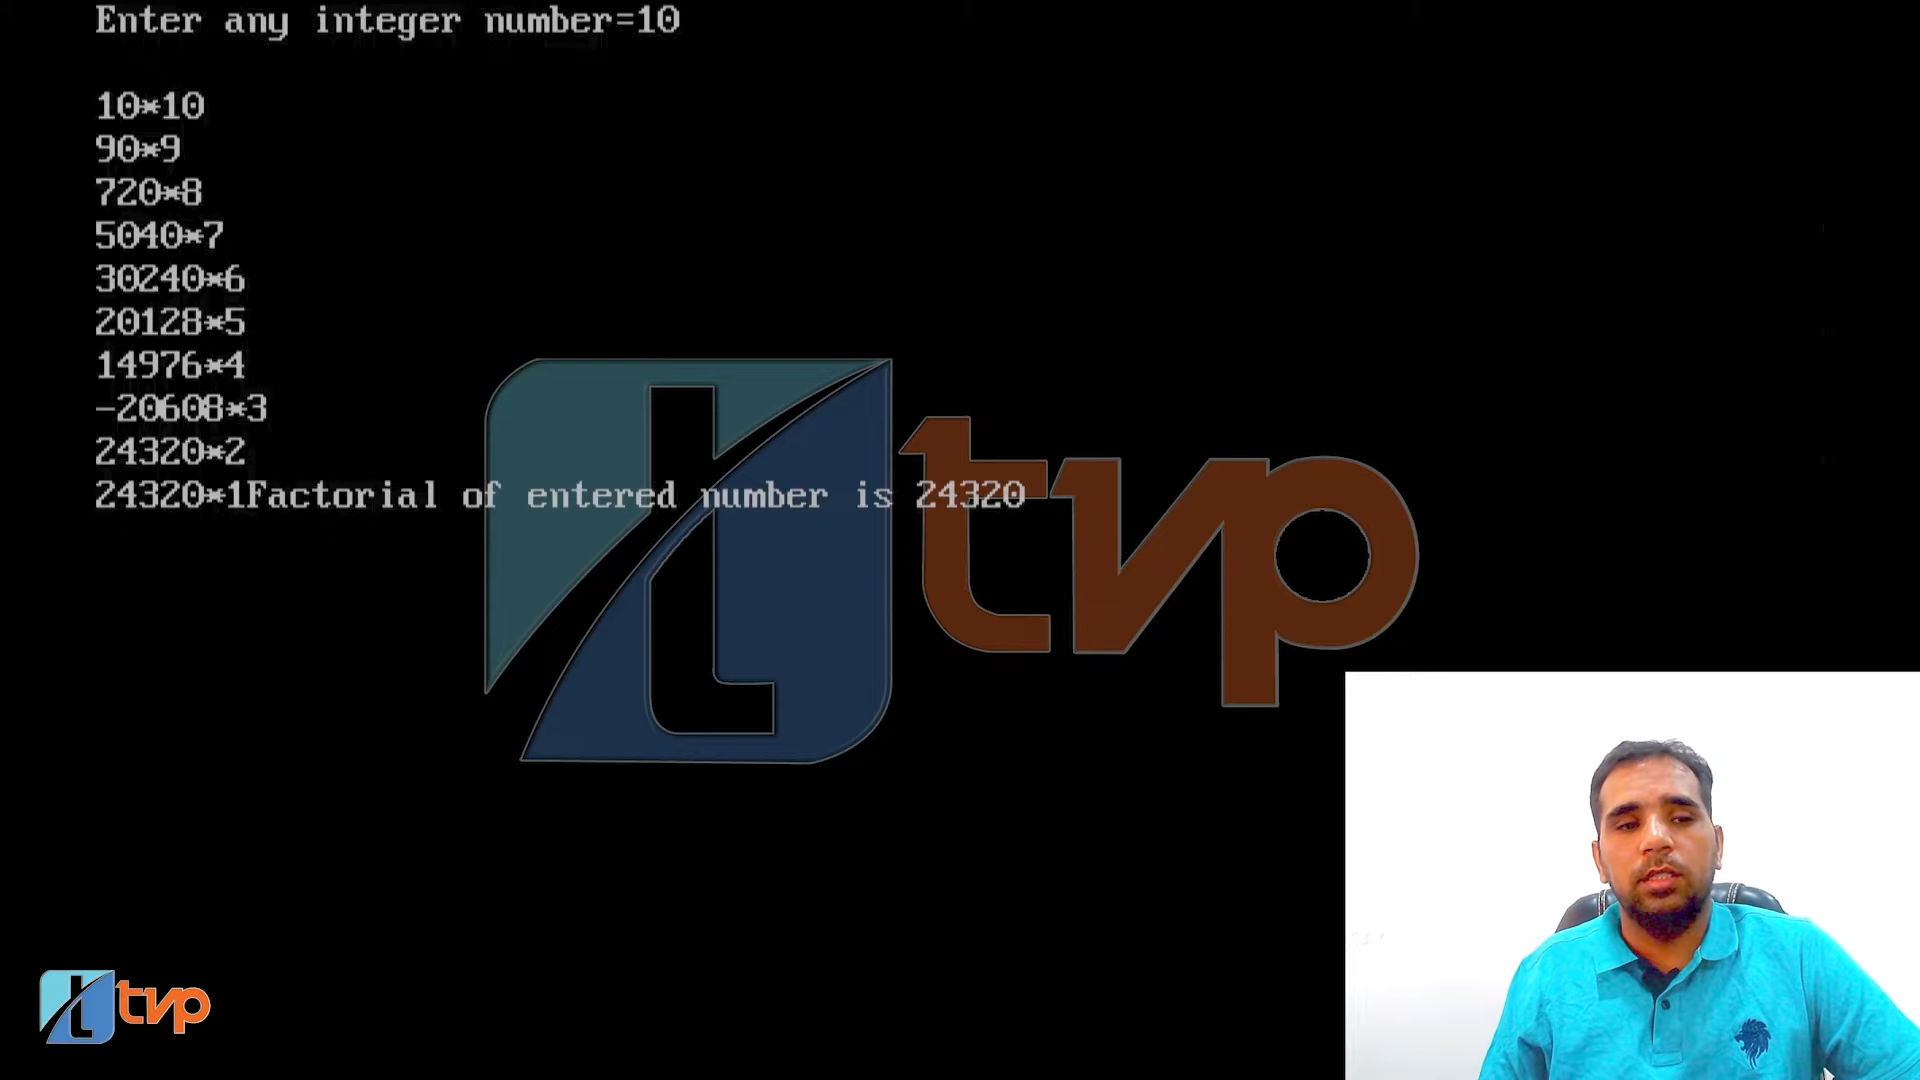 Enter any integer number=10
10*10
90*9
720*8
5040*7
30240*6
20128*5
14976*4
-20608*3
24320*2
24320*1Factorial of entered number is 24320
tvp
tvp